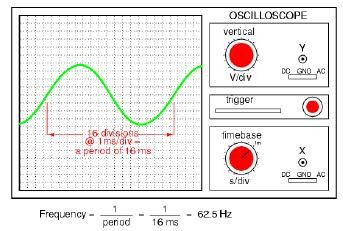 OSCILLOSCOPE
vertical
Y
V/div
DC GND AC
trigger
timebase
1m
X
s/div
DC GND AC
16 divisions
@ 1ms/div =
a period of 16 ms
Frequency = 1 / period = 1 / 16 ms = 62.5 Hz